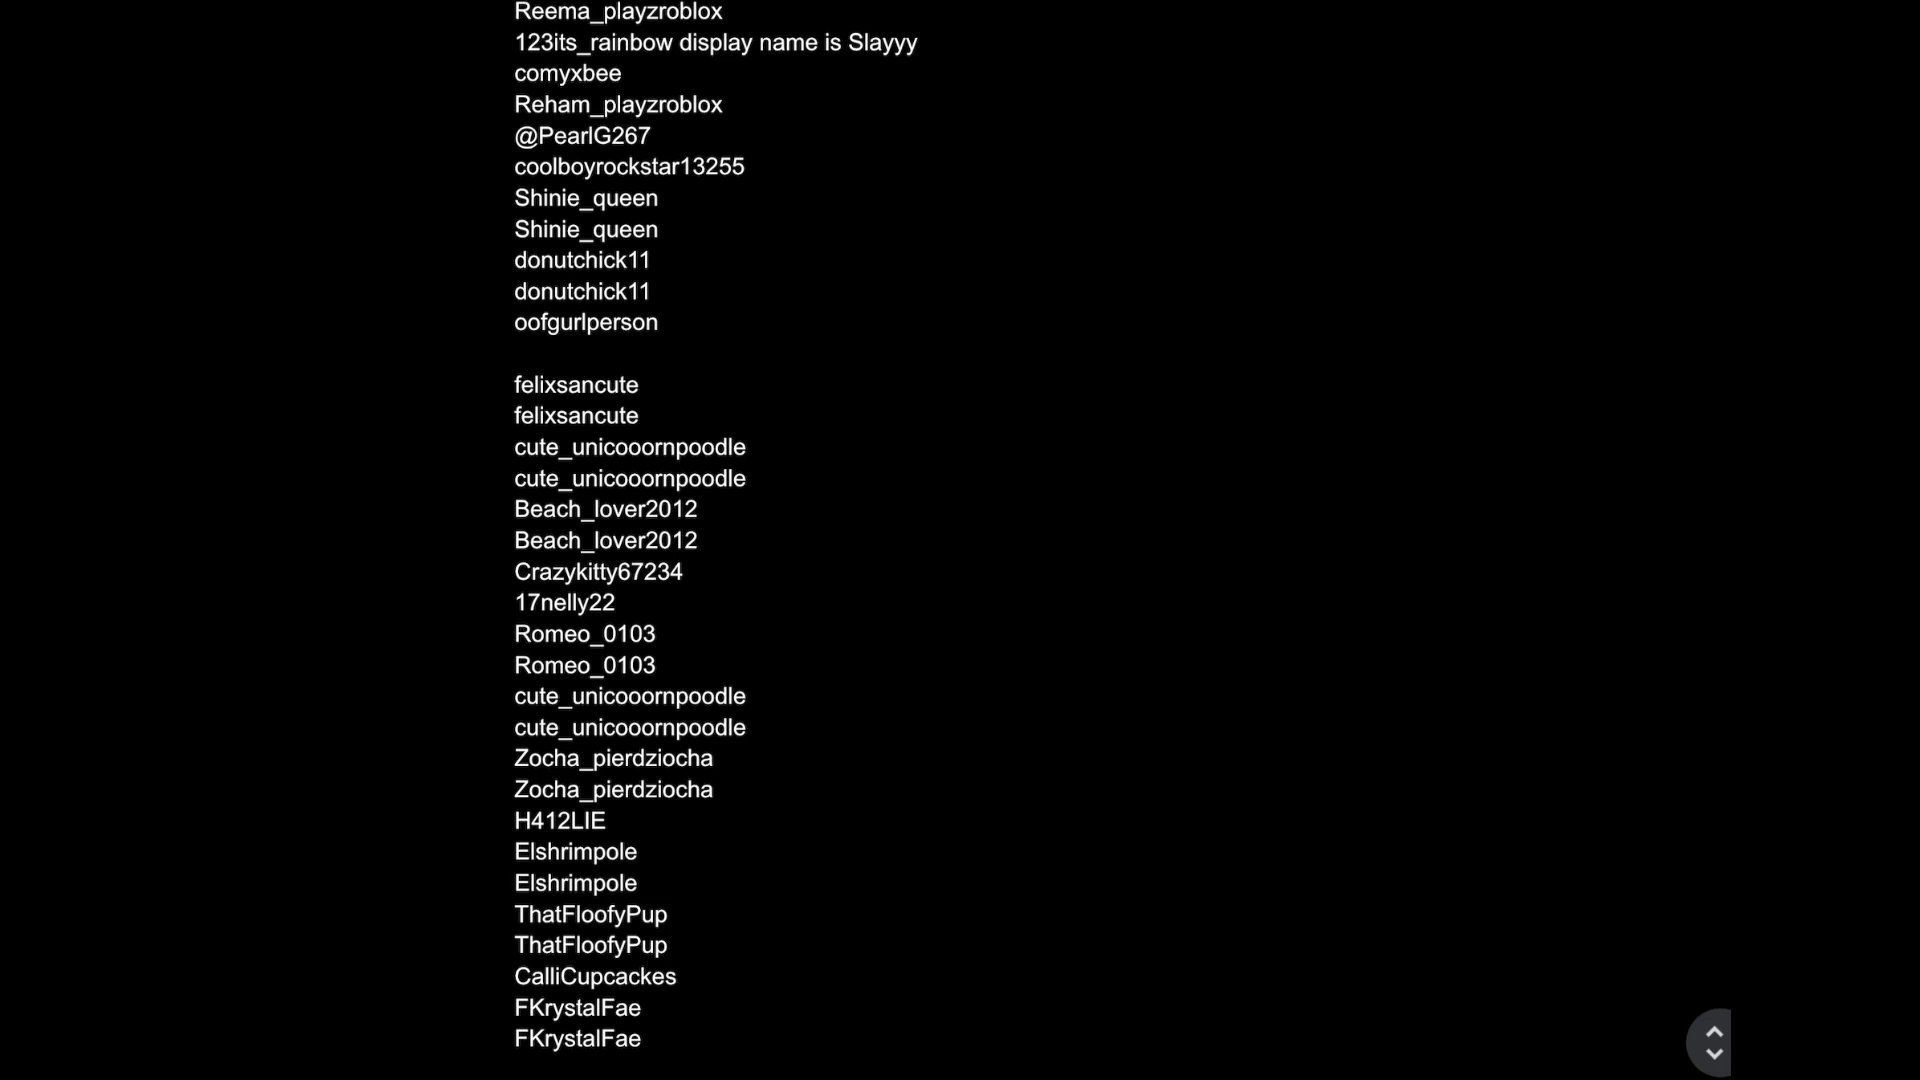 Reema_playzroblox
123its_rainbow display name is Slayyy
comyxbee
Reham_playzroblox
@PearlG267
coolboyrockstar13255
Shinie_queen
Shinie_queen
donutchick11
donutchick11
oofgurlperson
felixsancute
felixsancute
cute_unicooornpoodle
cute_unicooornpoodle
Beach_lover2012
Beach_lover2012
Crazykitty67234
17nelly22
Romeo_0103
Romeo_0103
cute_unicooornpoodle
cute_unicooornpoodle
Zocha_pierdziocha
Zocha_pierdziocha
H412LIE
Elshrimpole
Elshrimpole
ThatFloofyPup
ThatFloofyPup
CalliCupcackes
FKrystalFae
FKrystalFae